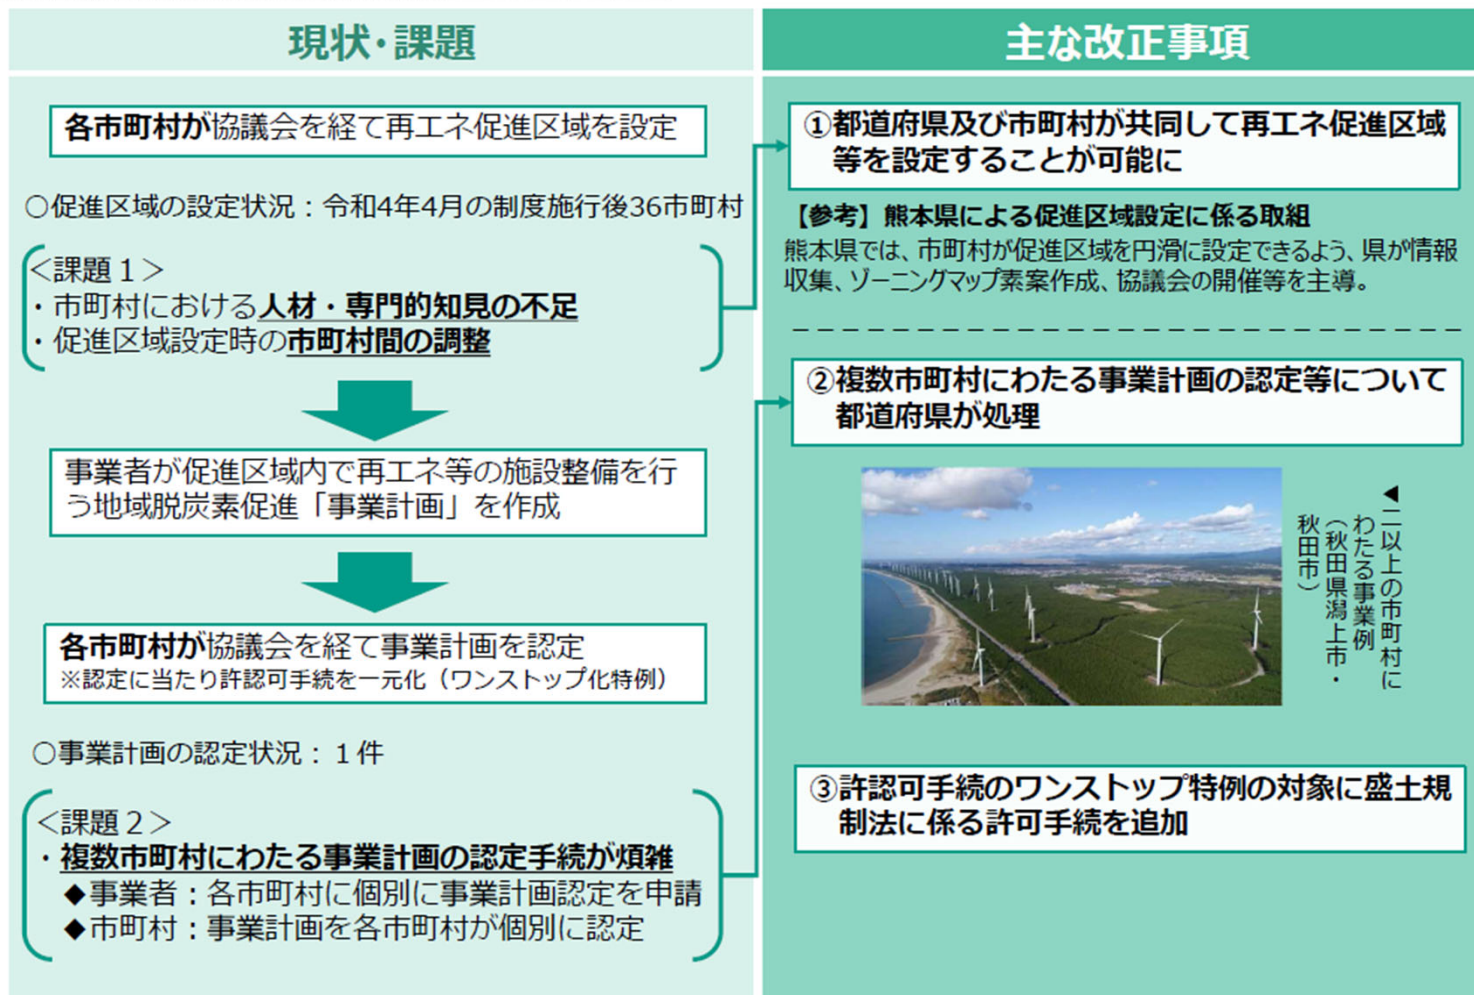 現状・課題
各市町村が協議会を経て再エネ促進区域を設定
○促進区域の設定状況：令和4年4月の制度施行後36市町村
＜課題１＞
・市町村における人材・専門的知見の不足
・促進区域設定時の市町村間の調整
事業者が促進区域内で再エネ等の施設整備を行
う地域脱炭素促進「事業計画」を作成
各市町村が協議会を経て事業計画を認定
※認定に当たり許認可手続を一元化（ワンストップ化特例）
○事業計画の認定状況：１件
＜課題２＞
・複数市町村にわたる事業計画の認定手続が煩雑
◆事業者：各市町村に個別に事業計画認定を申請
◆市町村：事業計画を各市町村が個別に認定
主な改正事項
①都道府県及び市町村が共同して再エネ促進区域
等を設定することが可能に
【参考】熊本県による促進区域設定に係る取組
熊本県では、市町村が促進区域を円滑に設定できるよう、県が情報
収集、ゾーニングマップ素案作成、協議会の開催等を主導。
②複数市町村にわたる事業計画の認定等について
都道府県が処理
◀二以上の市町村に
わたる事業例
（秋田県潟上市・
秋田市）
③許認可手続のワンストップ特例の対象に盛土規
制法に係る許可手続を追加